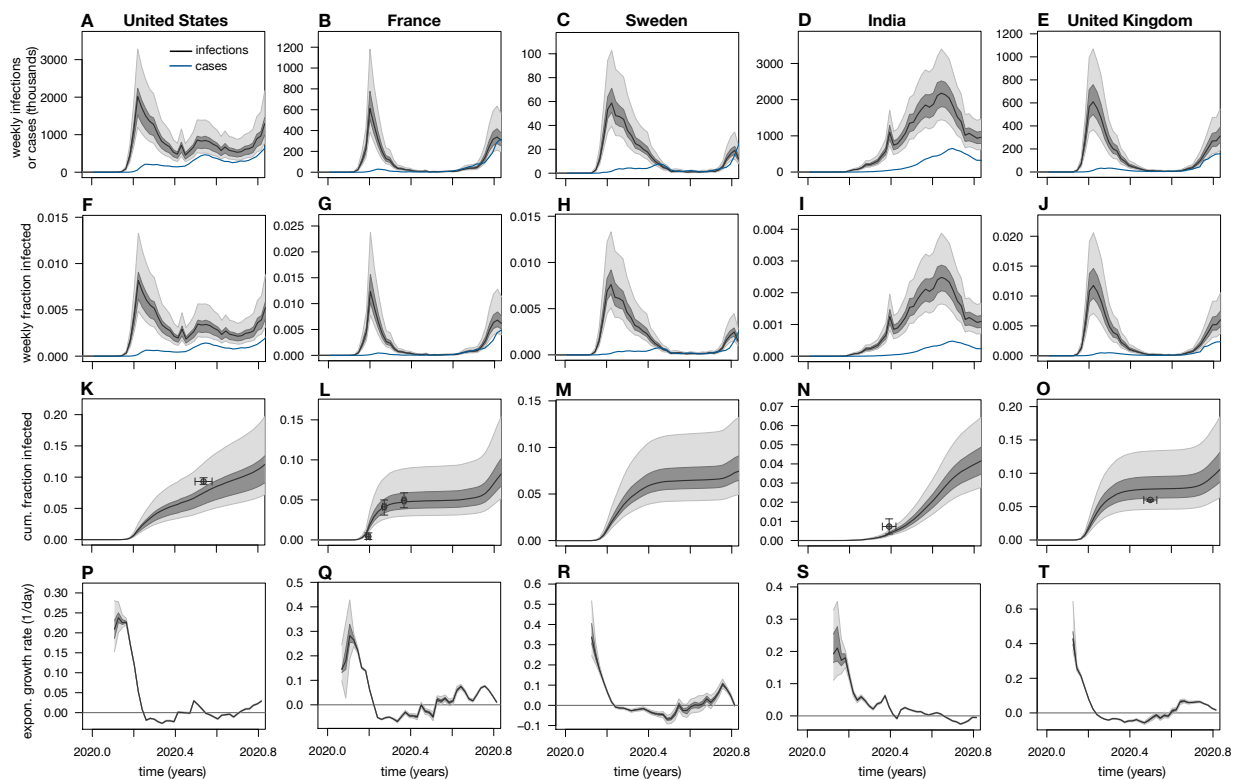 A United States
B France
C Sweden
D India
E United Kingdom
weekly infections
or cases (thousands)
infections
cases
3000
2000
1000
0
1200
1000
800
600
400
200
0
100
80
60
40
20
0
3000
2000
1000
0
1200
1000
800
600
400
200
0
F
G
H
I
J
weekly fraction infected
0.015
0.010
0.005
0.000
0.025
0.020
0.015
0.010
0.005
0.000
0.015
0.010
0.005
0.000
0.004
0.003
0.002
0.001
0.000
0.020
0.015
0.010
0.005
0.000
K
L
M
N
O
cum. fraction infected
0.20
0.15
0.10
0.05
0.00
0.15
0.10
0.05
0.00
0.15
0.10
0.05
0.00
0.07
0.06
0.05
0.04
0.03
0.02
0.01
0.00
0.20
0.15
0.10
0.05
0.00
P
Q
R
S
T
expon. growth rate (1/day)
0.30
0.25
0.20
0.15
0.10
0.05
0.00
0.5
0.4
0.3
0.2
0.1
0.0
0.6
0.5
0.4
0.3
0.2
0.1
0.0
−0.1
0.4
0.3
0.2
0.1
0.0
0.6
0.4
0.2
0.0
2020.0 2020.4 2020.8
2020.0 2020.4 2020.8
2020.0 2020.4 2020.8
2020.0 2020.4 2020.8
2020.0 2020.4 2020.8
time (years)
time (years)
time (years)
time (years)
time (years)